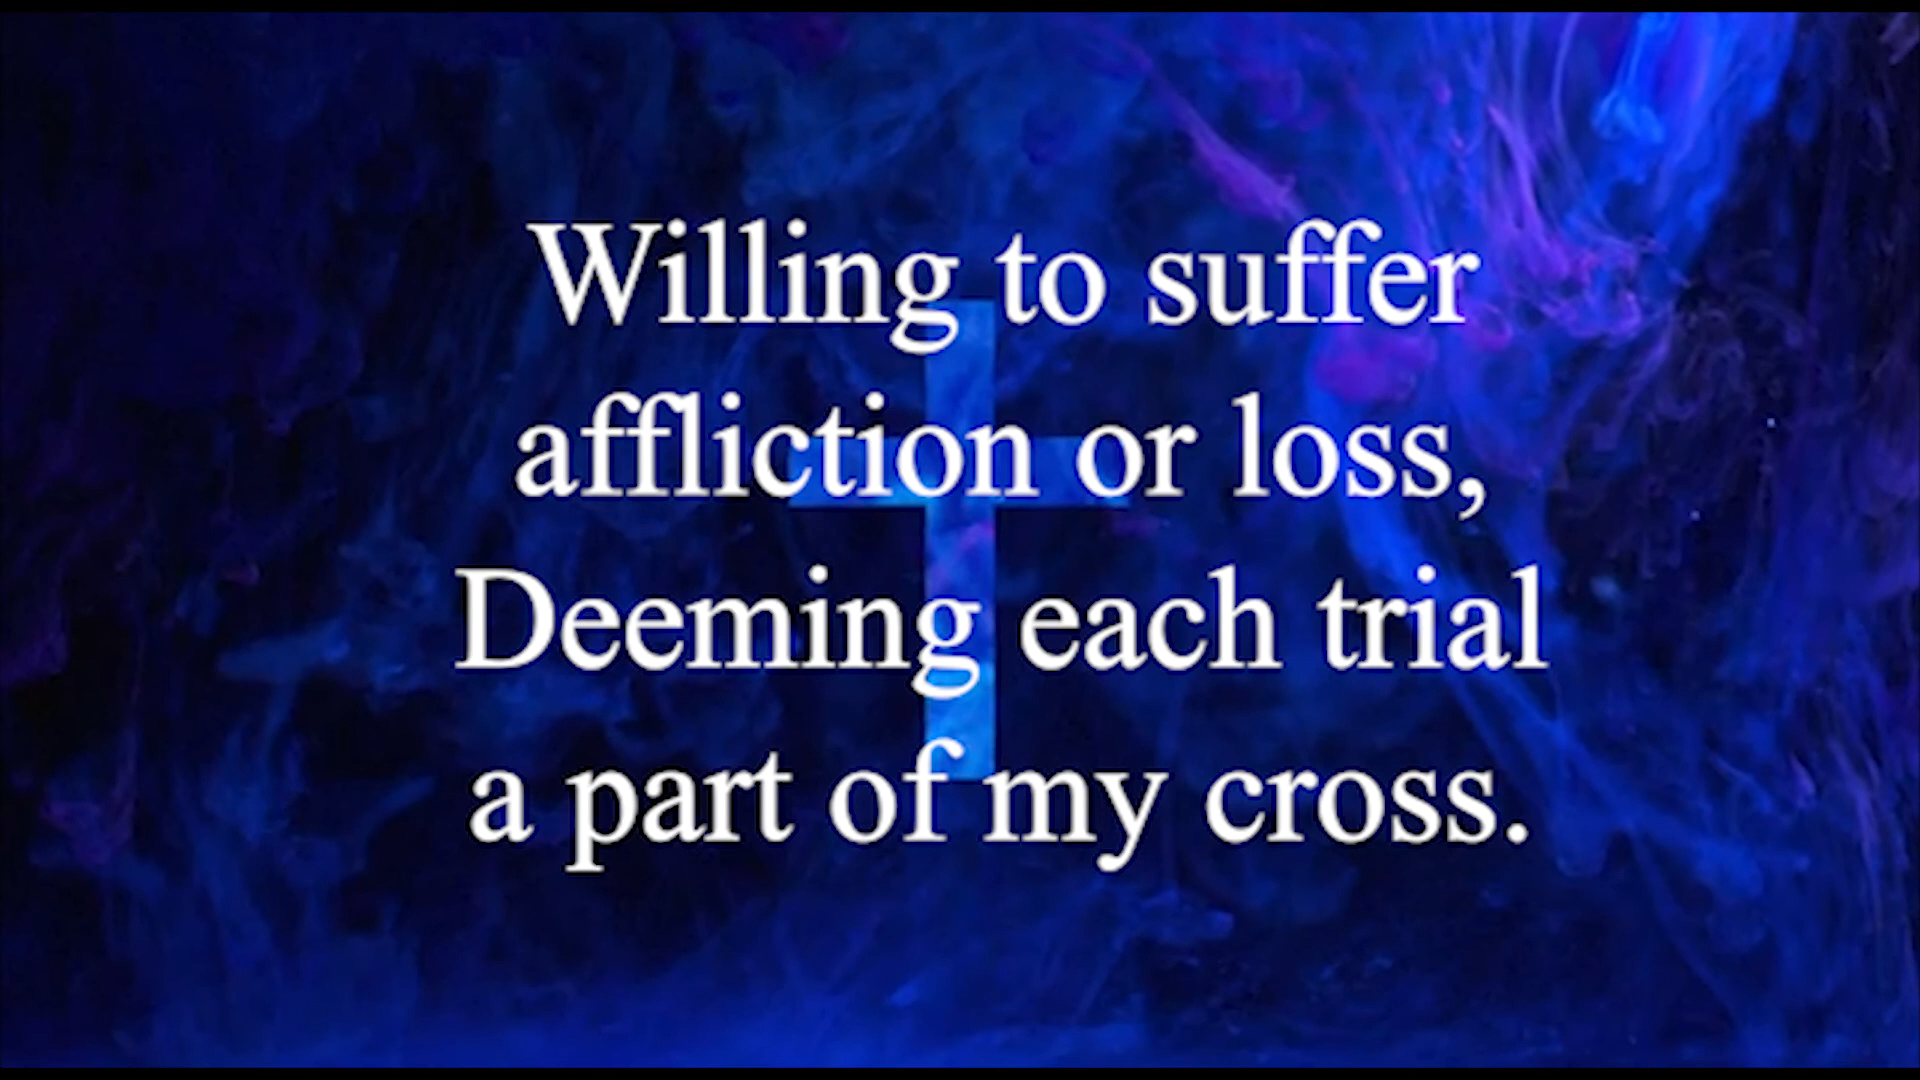 Willing to suffer
affliction or loss,
Deeming each trial
a part of my cross.